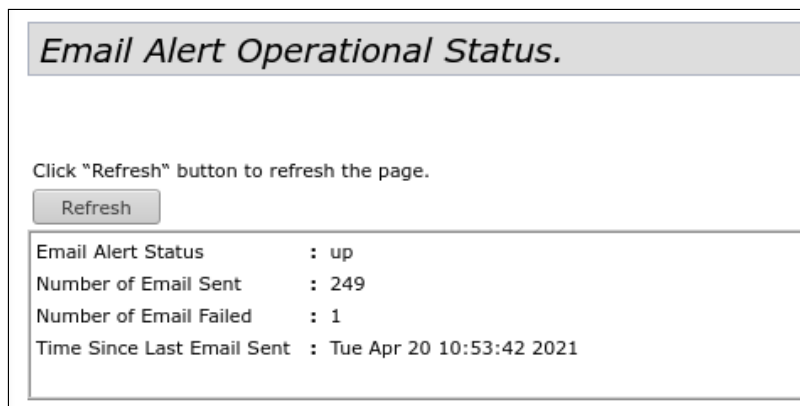 Email Alert Operational Status.
Click "Refresh" button to refresh the page.
Refresh
Email Alert Status : up
Number of Email Sent : 249
Number of Email Failed : 1
Time Since Last Email Sent : Tue Apr 20 10:53:42 2021